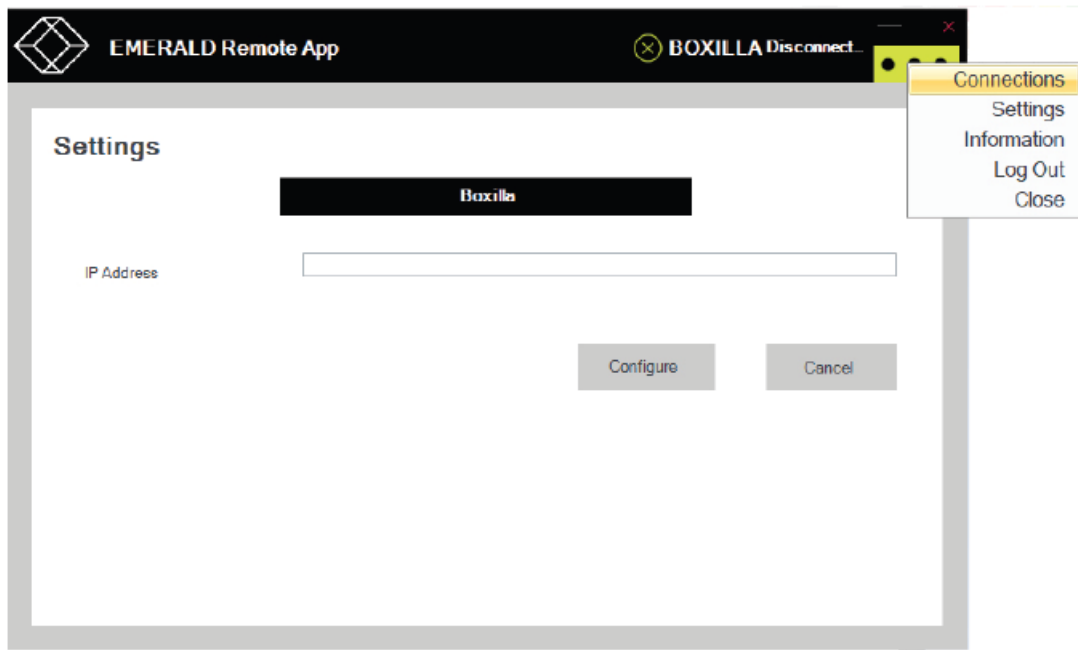 EMERALD Remote App
BOXILLA Disconnect...
Connections
Settings
Information
Log Out
Close
Settings
Boxilla
IP Address
Configure
Cancel